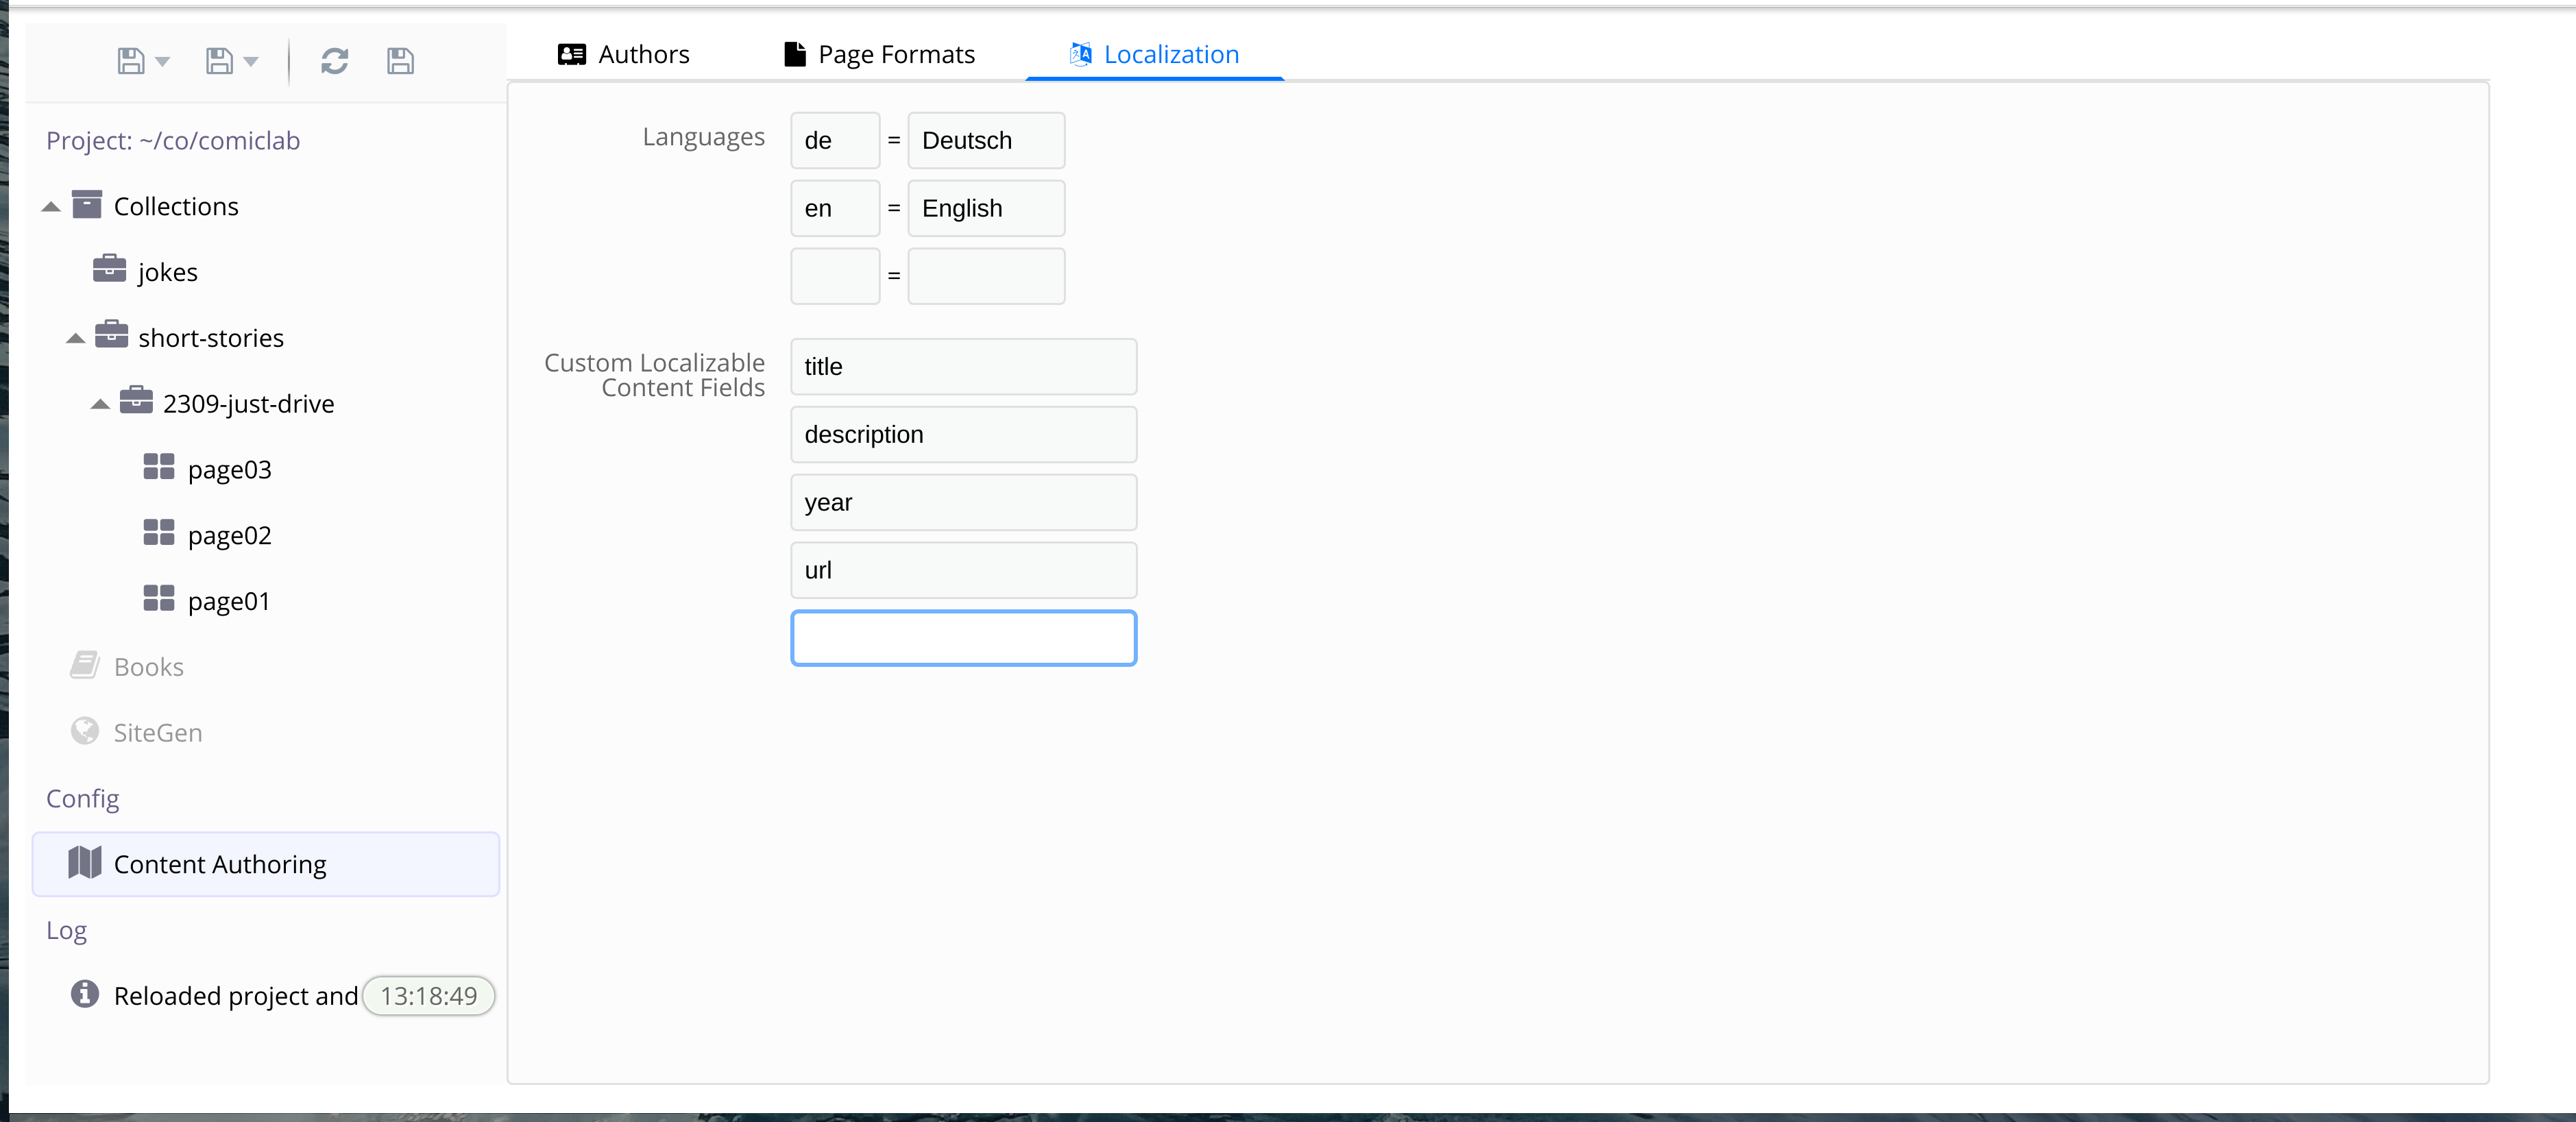 Authors
Page Formats
Localization
Project: ~/co/comiclab
Collections
jokes
short-stories
2309-just-drive
page03
page02
page01
Books
SiteGen
Config
Content Authoring
Log
Reloaded project and 13:18:49
Languages
de = Deutsch
en = English
=
Custom Localizable
Content Fields
title
description
year
url